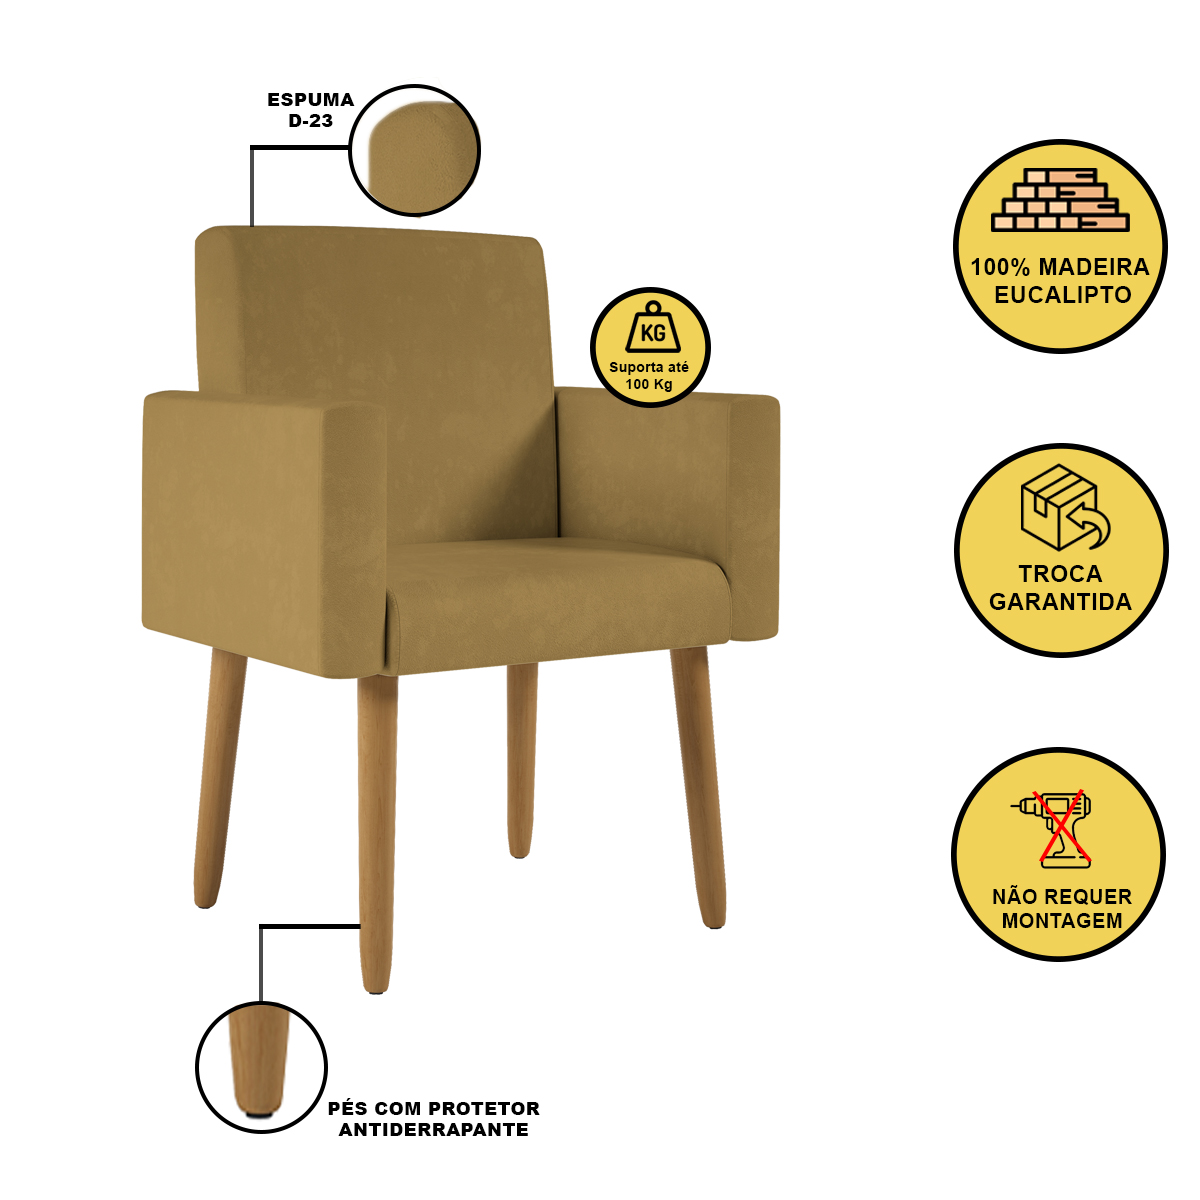 ESPUMA
D-23
KG
Suporta até
100 Kg
100% MADEIRA
EUCALIPTO
TROCA
GARANTIDA
NÃO REQUER
MONTAGEM
PÉS COM PROTETOR
ANTIDERRAPANTE